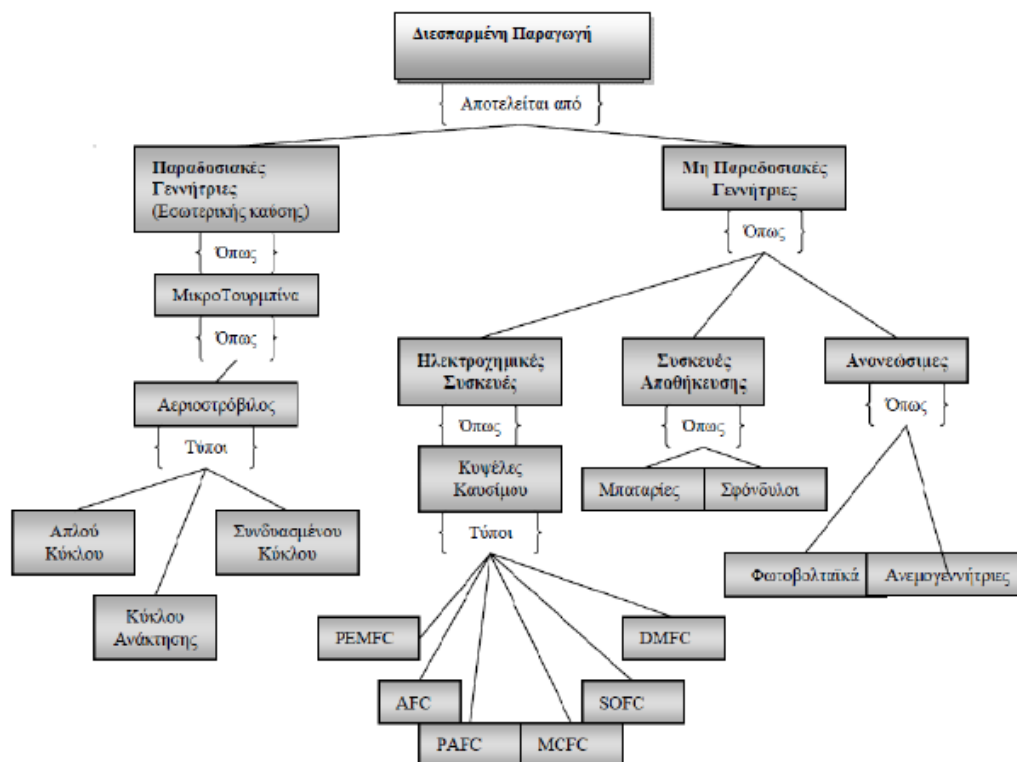 Διεσπαρμένη Παραγωγή
Αποτελείται από
Παραδοσιακές
Γεννήτριες
(Εσωτερικής καύσης)
Μη Παραδοσιακές
Γεννήτριες
Όπως
Όπως
ΜικροΤουρμπίνα
Όπως
Ηλεκτροχημικές
Συσκευές
Συσκευές
Αποθήκευσης
Ανανεώσιμες
Αεριοστρόβιλος
Όπως
Όπως
Όπως
Τύποι
Κυψέλες
Καυσίμου
Μπαταρίες
Σφόνδυλοι
Απλού
Κύκλου
Συνδυασμένου
Κύκλου
Τύποι
Φωτοβολταϊκά
Ανεμογεννήτριες
Κύκλου
Ανάκτησης
PEMFC
DMFC
AFC
SOFC
PAFC
MCFC